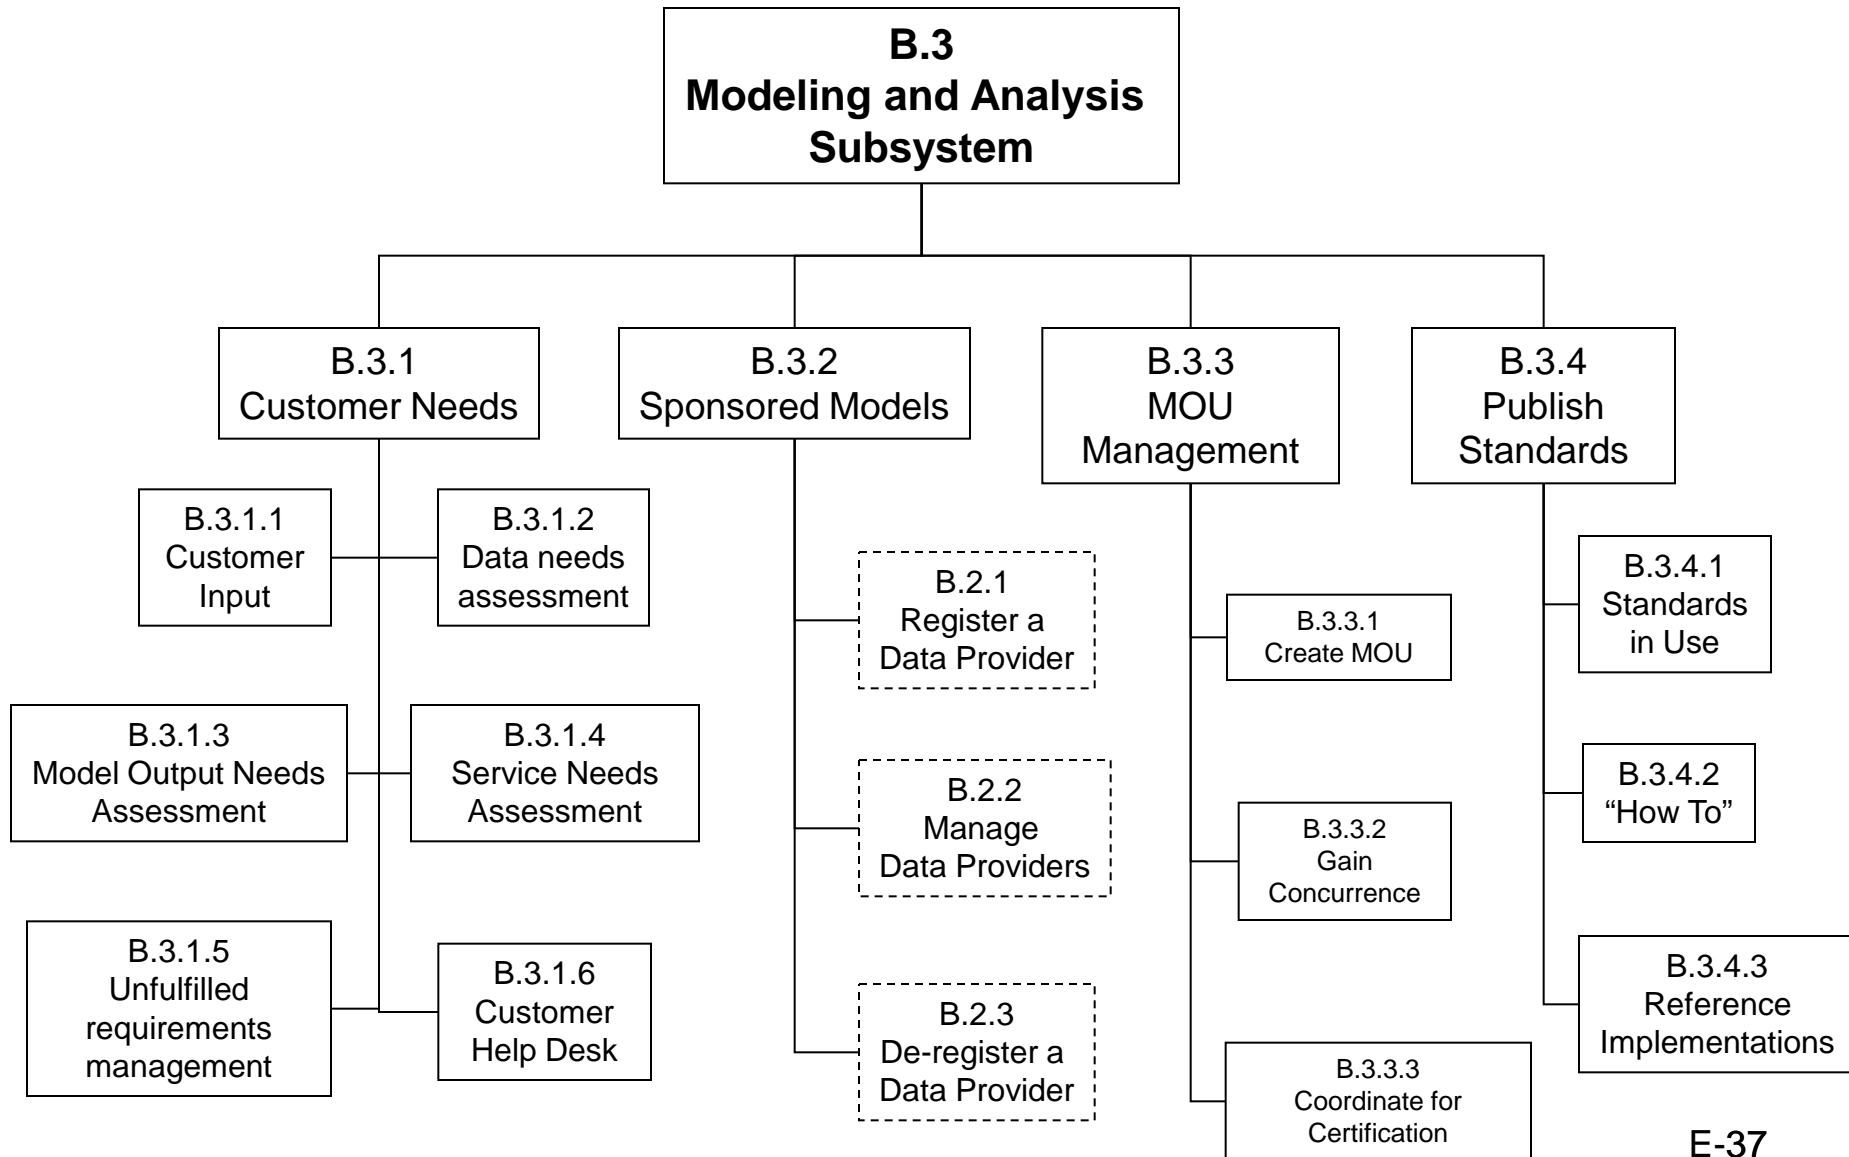 B.3
Modeling and Analysis
Subsystem
B.3.1
Customer Needs
B.3.2
Sponsored Models
B.3.3
MOU
Management
B.3.4
Publish
Standards
B.3.1.1
Customer
Input
B.3.1.2
Data needs
assessment
B.3.1.3
Model Output Needs
Assessment
B.3.1.4
Service Needs
Assessment
B.3.1.5
Unfulfilled
requirements
management
B.3.1.6
Customer
Help Desk
B.2.1
Register a
Data Provider
B.2.2
Manage
Data Providers
B.2.3
De-register a
Data Provider
B.3.3.1
Create MOU
B.3.3.2
Gain
Concurrence
B.3.3.3
Coordinate for
Certification
B.3.4.1
Standards
in Use
B.3.4.2
“How To”
B.3.4.3
Reference
Implementations
E-37